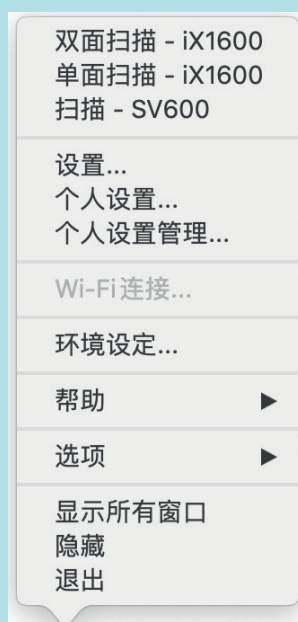 双面扫描 - iX1600
单面扫描 - iX1600
扫描 - SV600
设置...
个人设置...
个人设置管理...
Wi-Fi连接...
环境设定...
帮助
选项
显示所有窗口
隐藏
退出